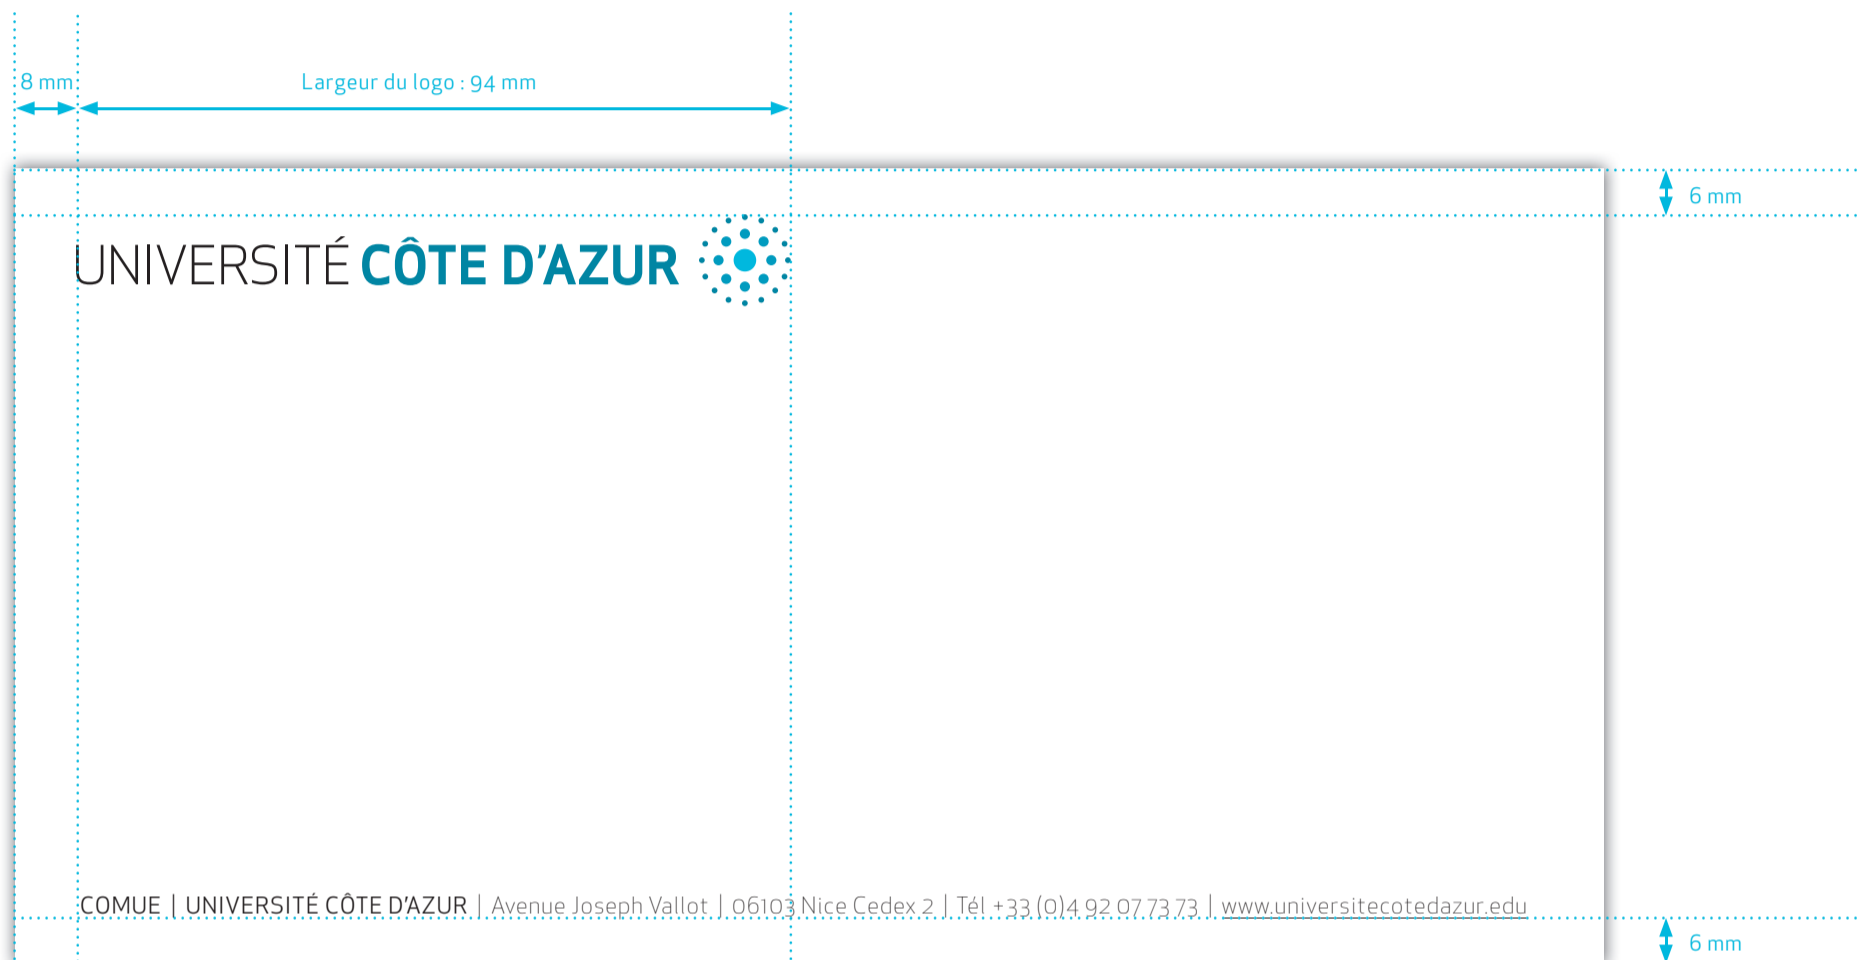 8 mm
Largeur du logo : 94 mm
6 mm
UNIVERSITÉ CÔTE D'AZUR
COMUE | UNIVERSITÉ CÔTE D'AZUR | Avenue Joseph Vallot | 06103 Nice Cedex 2 | Tél +33 (0)4 92 07 73 73 | www.universitecotedazur.edu
6 mm